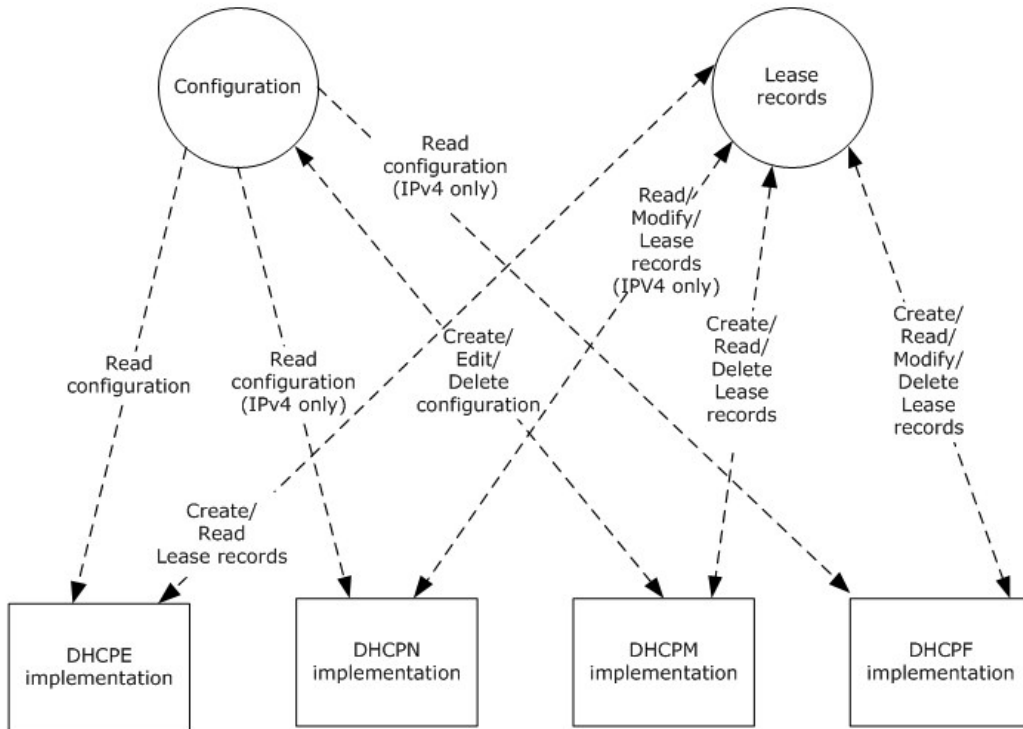 Configuration
Lease
records
Read
configuration
(IPv4 only)
Read/
Modify/
Lease
records
(IPV4 only)
Read
configuration
Read
configuration
(IPv4 only)
Create/
Edit/
Delete
configuration
Create/
Read/
Delete
Lease
records
Create/
Read/
Modify/
Delete
Lease
records
Create/
Read
Lease records
DHCPE
implementation
DHCPN
implementation
DHCPM
implementation
DHCPF
implementation